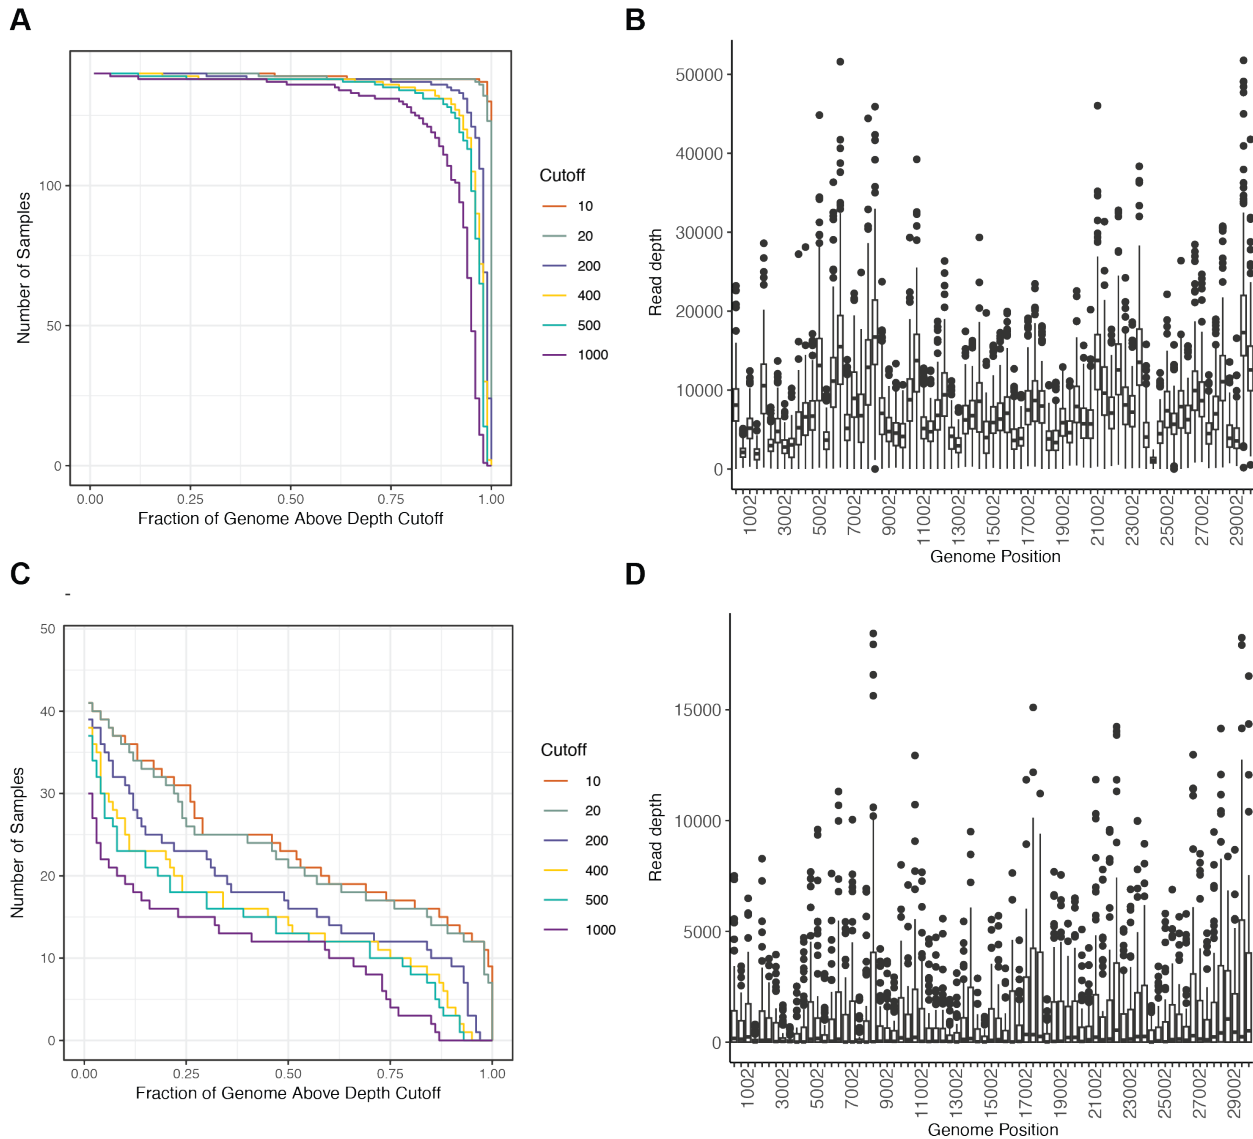 A
Number of Samples
100
50
0
0.00 0.25 0.50 0.75 1.00
Fraction of Genome Above Depth Cutoff
Cutoff
10
20
200
400
500
1000
B
Read depth
50000
40000
30000
20000
10000
0
1002 3002 5002 7002 9002 11002 13002 15002 17002 19002 21002 23002 25002 27002 29002
Genome Position
C
-
Number of Samples
50
40
30
20
10
0
0.00 0.25 0.50 0.75 1.00
Fraction of Genome Above Depth Cutoff
Cutoff
10
20
200
400
500
1000
D
Read depth
15000
10000
5000
0
1002 3002 5002 7002 9002 11002 13002 15002 17002 19002 21002 23002 25002 27002 29002
Genome Position